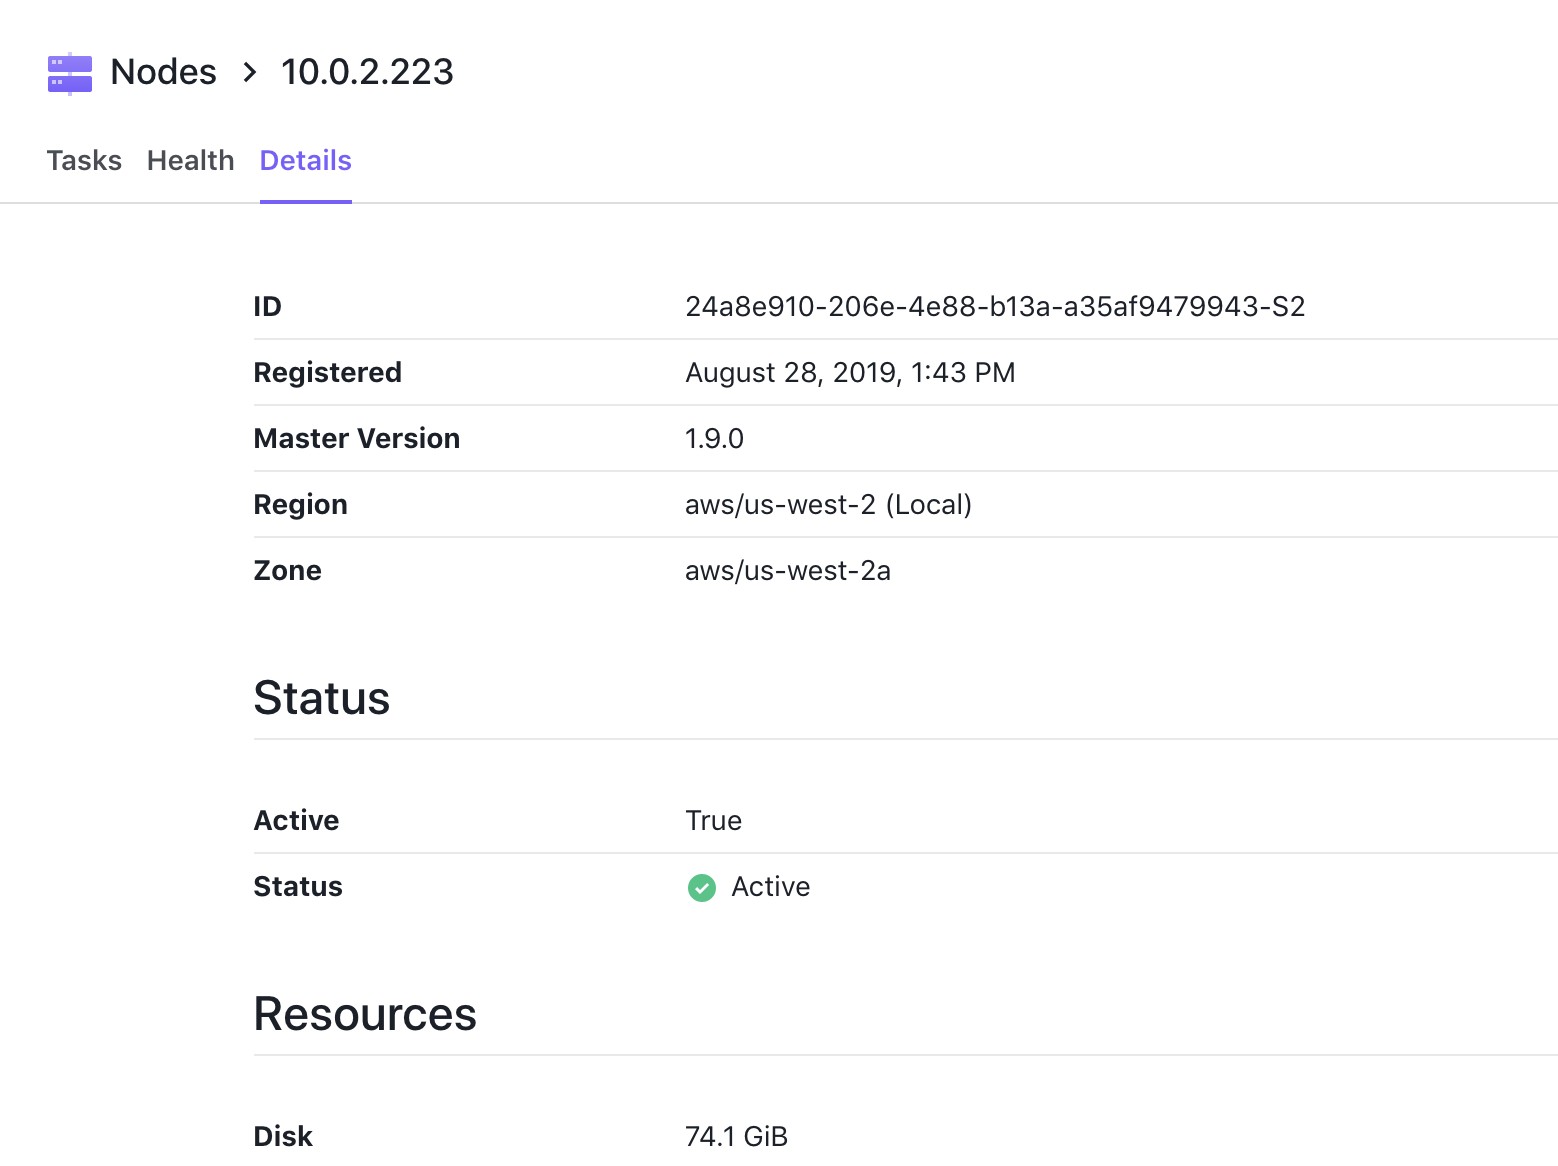 Nodes > 10.0.2.223
Tasks Health Details
ID 24a8e910-206e-4e88-b13a-a35af9479943-S2
Registered August 28, 2019, 1:43 PM
Master Version 1.9.0
Region aws/us-west-2 (Local)
Zone aws/us-west-2a
Status
Active True
Status Active
Resources
Disk 74.1 GiB